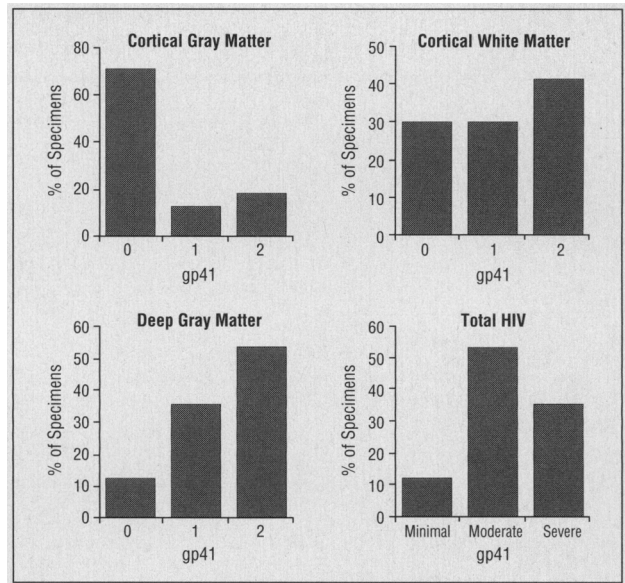 Cortical Gray Matter
80
60
40
20
0
% of Specimens
0 1 2
gp41
Cortical White Matter
50
40
30
20
10
0
% of Specimens
0 1 2
gp41
Deep Gray Matter
60
50
40
30
20
10
0
% of Specimens
0 1 2
gp41
Total HIV
60
50
40
30
20
10
0
% of Specimens
Minimal Moderate Severe
gp41